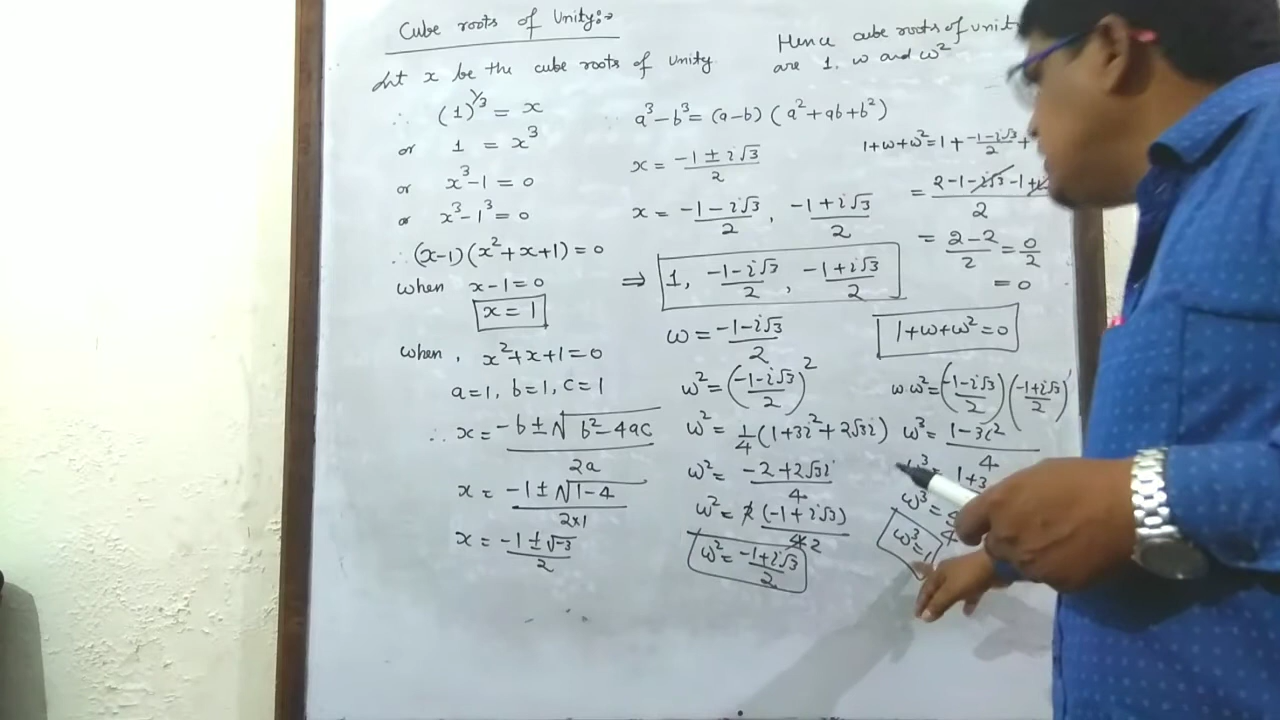 Cube roots of Unity:→
Let x be the cube roots of Unity.
∴ (1)^1/3 = x
or 1 = x³
or x³-1 = 0
or x³-1³ = 0
∴ (x-1)(x²+x+1) = 0
when x-1=0
x = 1
when, x²+x+1=0
a=1, b=1, c=1
∴ x = (-b ± √(b²-4ac))/2a
x = (-1 ± √(1-4))/2×1
x = (-1 ± √-3)/2
a³-b³ = (a-b)(a²+ab+b²)
x = (-1 ± i√3)/2
x = (-1-i√3)/2, (-1+i√3)/2
⇒ 1, (-1-i√3)/2, (-1+i√3)/2
ω = (-1-i√3)/2
ω² = ((-1-i√3)/2)²
ω² = 1/4(1+3i²+2√3i)
ω² = (-2+2√3i)/4
ω² = 2(-1+i√3)/4 2
ω² = (-1+i√3)/2
Hence cube roots of
are 1, ω and ω²
1+ω+ω² = 1 + (-1-i√3)/2 +
= (2-1-i√3-1+)/2
= (2-2)/2 = 0/2
= 0
1+ω+ω²=0
ω.ω² = ((-1-i√3)/2)((-1+i√3)/2)
ω³ = (1-3i²)/4
ω³ = 1+3
ω³ = 4/4
ω³=1